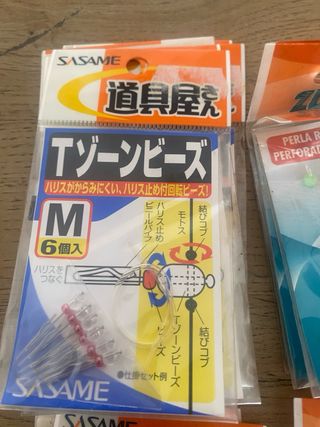 SASAME
道具屋さん
Tゾーンビーズ
ハリスがからみにくい、ハリス止め付回転ビーズ!
M
6個入
ハリスを
つなぐ
ハリス止め
ビニールパイプ
モトス
結びコブ
Tゾーンビーズ
結びコブ
●仕掛セット例
SASAME
PERLA R
PERFORAD
SASAME